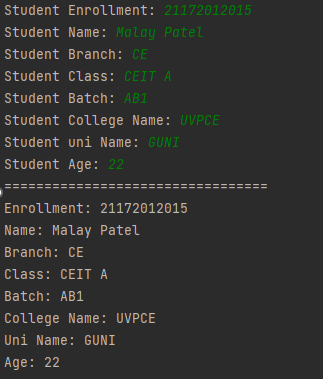 Student Enrollment: 21172012015
Student Name: Malay Patel
Student Branch: CE
Student Class: CEIT A
Student Batch: AB1
Student College Name: UVPCE
Student uni Name: GUNI
Student Age: 22
=================================
Enrollment: 21172012015
Name: Malay Patel
Branch: CE
Class: CEIT A
Batch: AB1
College Name: UVPCE
Uni Name: GUNI
Age: 22